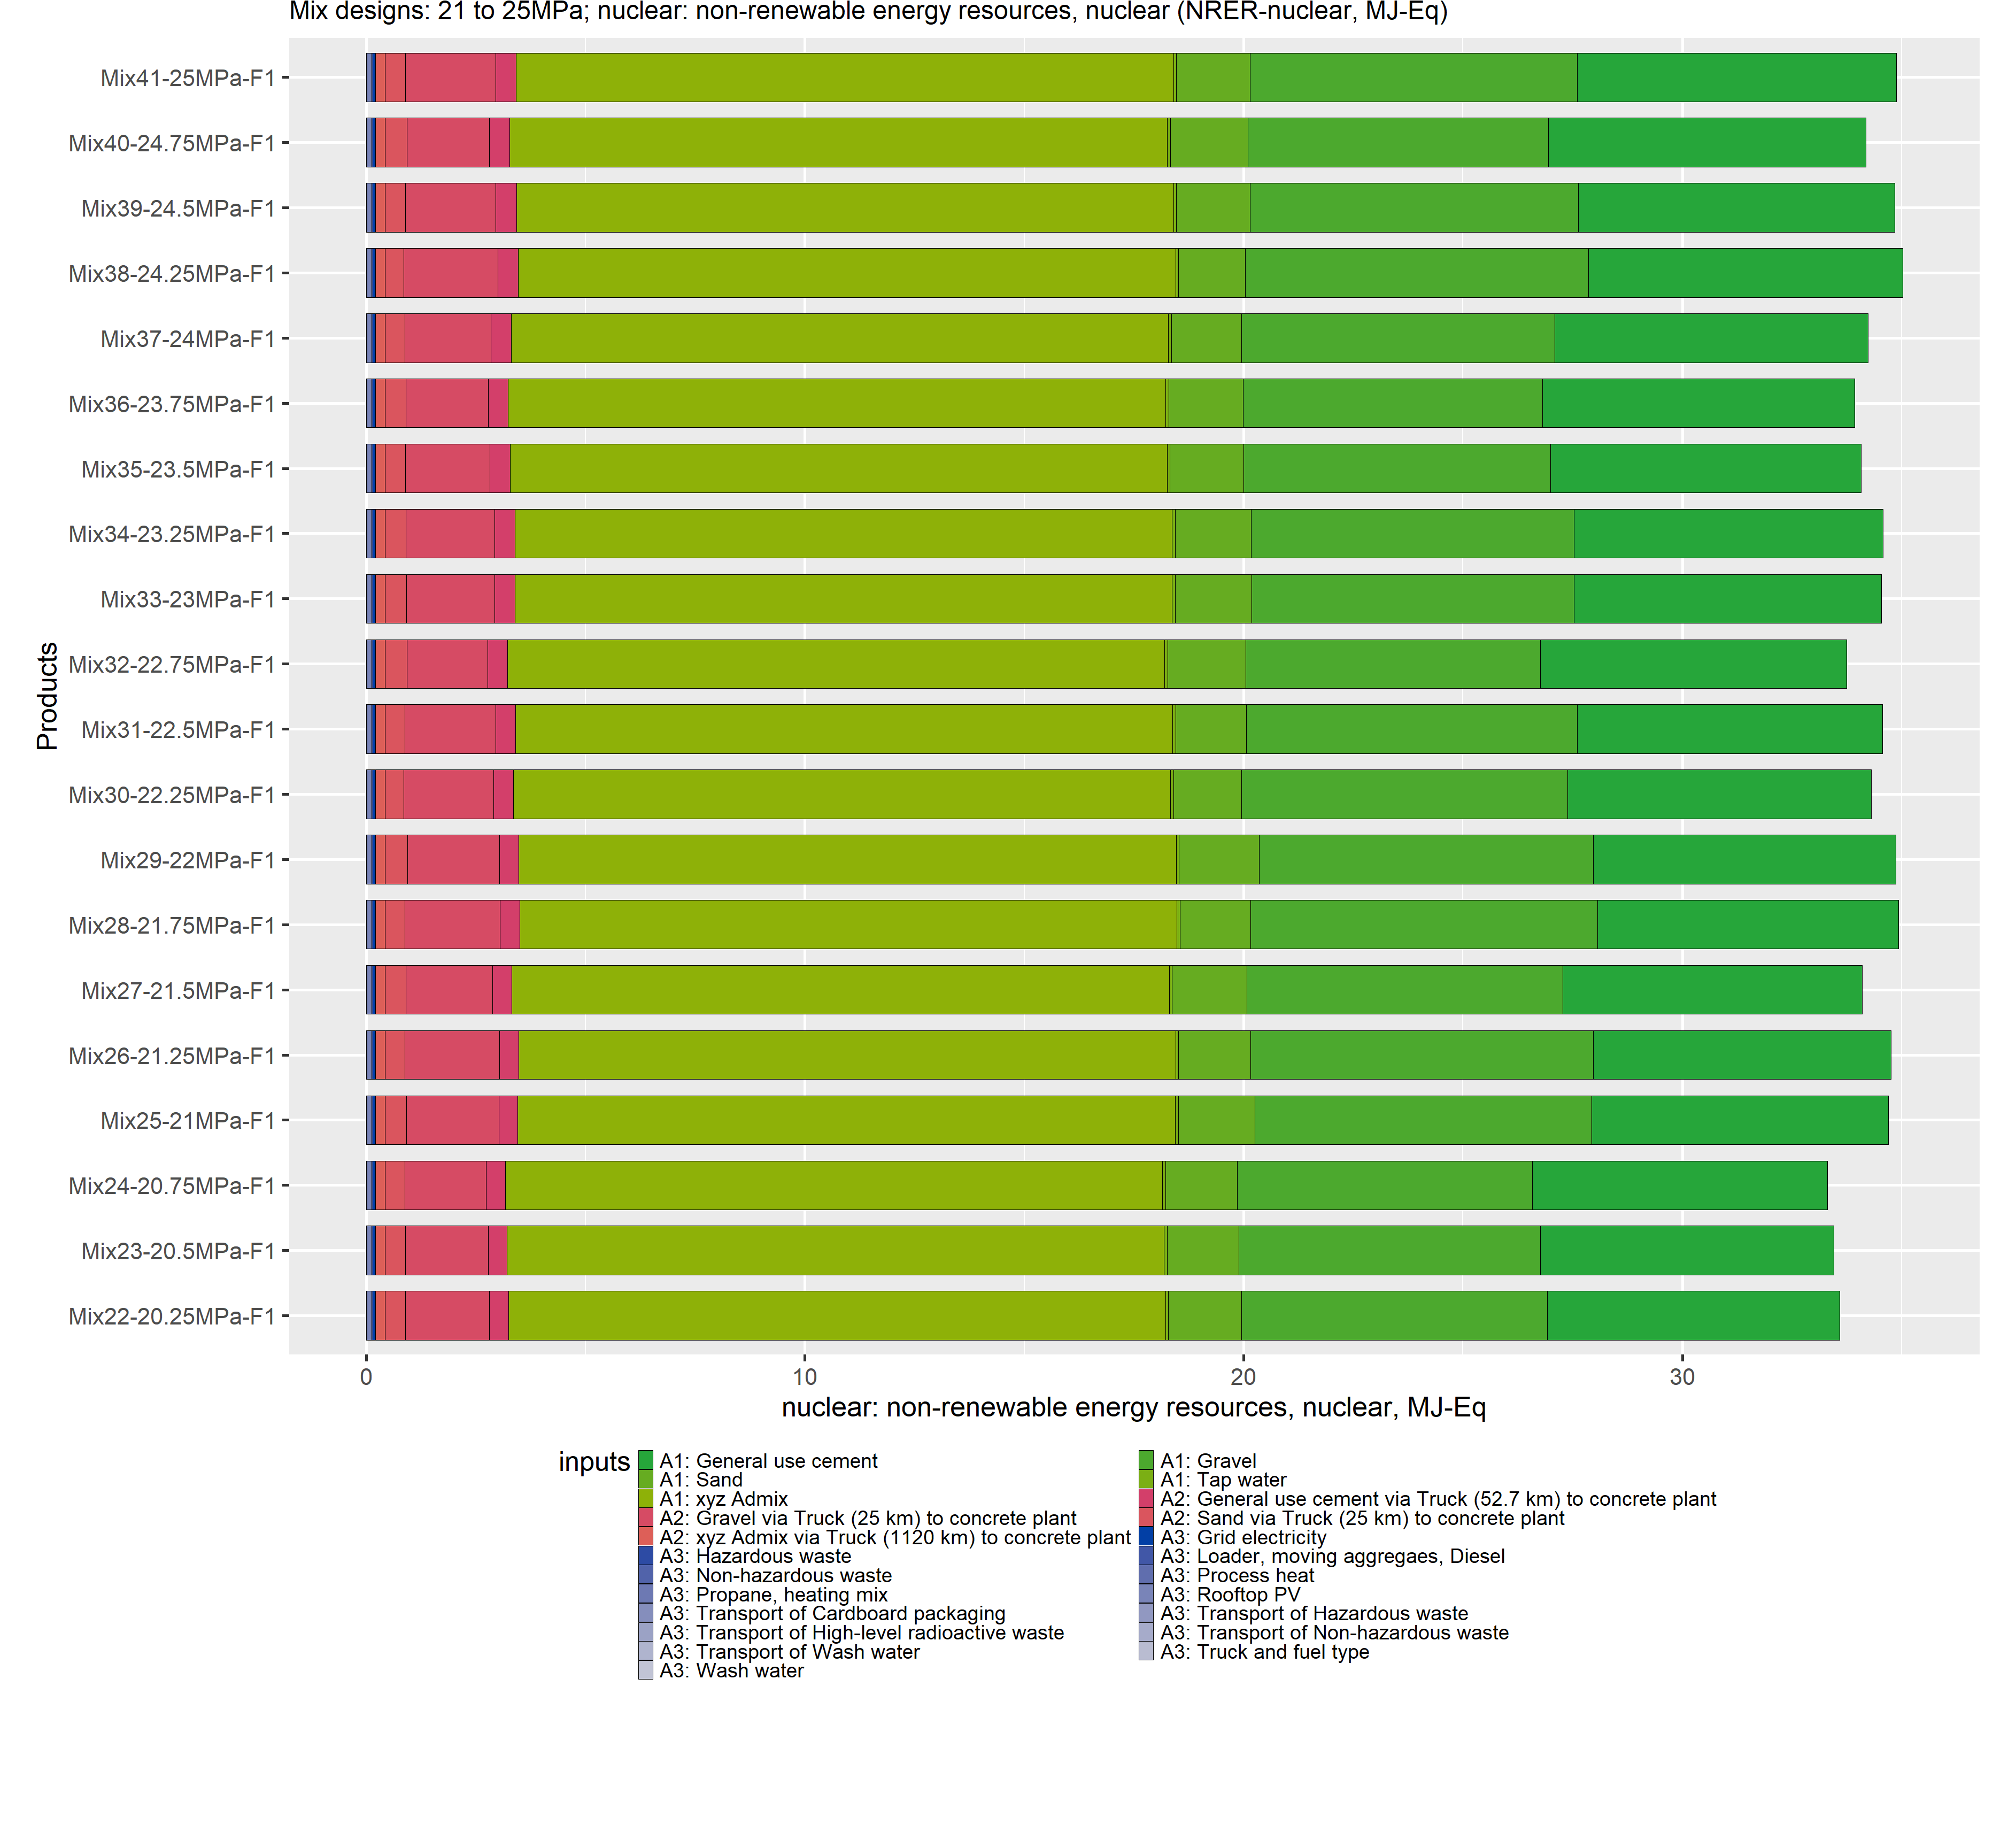 Mix designs: 21 to 25MPa; nuclear: non-renewable energy resources, nuclear (NRER-nuclear, MJ-Eq)
Products
Mix41-25MPa-F1
Mix40-24.75MPa-F1
Mix39-24.5MPa-F1
Mix38-24.25MPa-F1
Mix37-24MPa-F1
Mix36-23.75MPa-F1
Mix35-23.5MPa-F1
Mix34-23.25MPa-F1
Mix33-23MPa-F1
Mix32-22.75MPa-F1
Mix31-22.5MPa-F1
Mix30-22.25MPa-F1
Mix29-22MPa-F1
Mix28-21.75MPa-F1
Mix27-21.5MPa-F1
Mix26-21.25MPa-F1
Mix25-21MPa-F1
Mix24-20.75MPa-F1
Mix23-20.5MPa-F1
Mix22-20.25MPa-F1
0 10 20 30
nuclear: non-renewable energy resources, nuclear, MJ-Eq
inputs
A1: General use cement A1: Gravel
A1: Sand A1: Tap water
A1: xyz Admix A2: General use cement via Truck (52.7 km) to concrete plant
A2: Gravel via Truck (25 km) to concrete plant A2: Sand via Truck (25 km) to concrete plant
A2: xyz Admix via Truck (1120 km) to concrete plant A3: Grid electricity
A3: Hazardous waste A3: Loader, moving aggregaes, Diesel
A3: Non-hazardous waste A3: Process heat
A3: Propane, heating mix A3: Rooftop PV
A3: Transport of Cardboard packaging A3: Transport of Hazardous waste
A3: Transport of High-level radioactive waste A3: Transport of Non-hazardous waste
A3: Transport of Wash water A3: Truck and fuel type
A3: Wash water